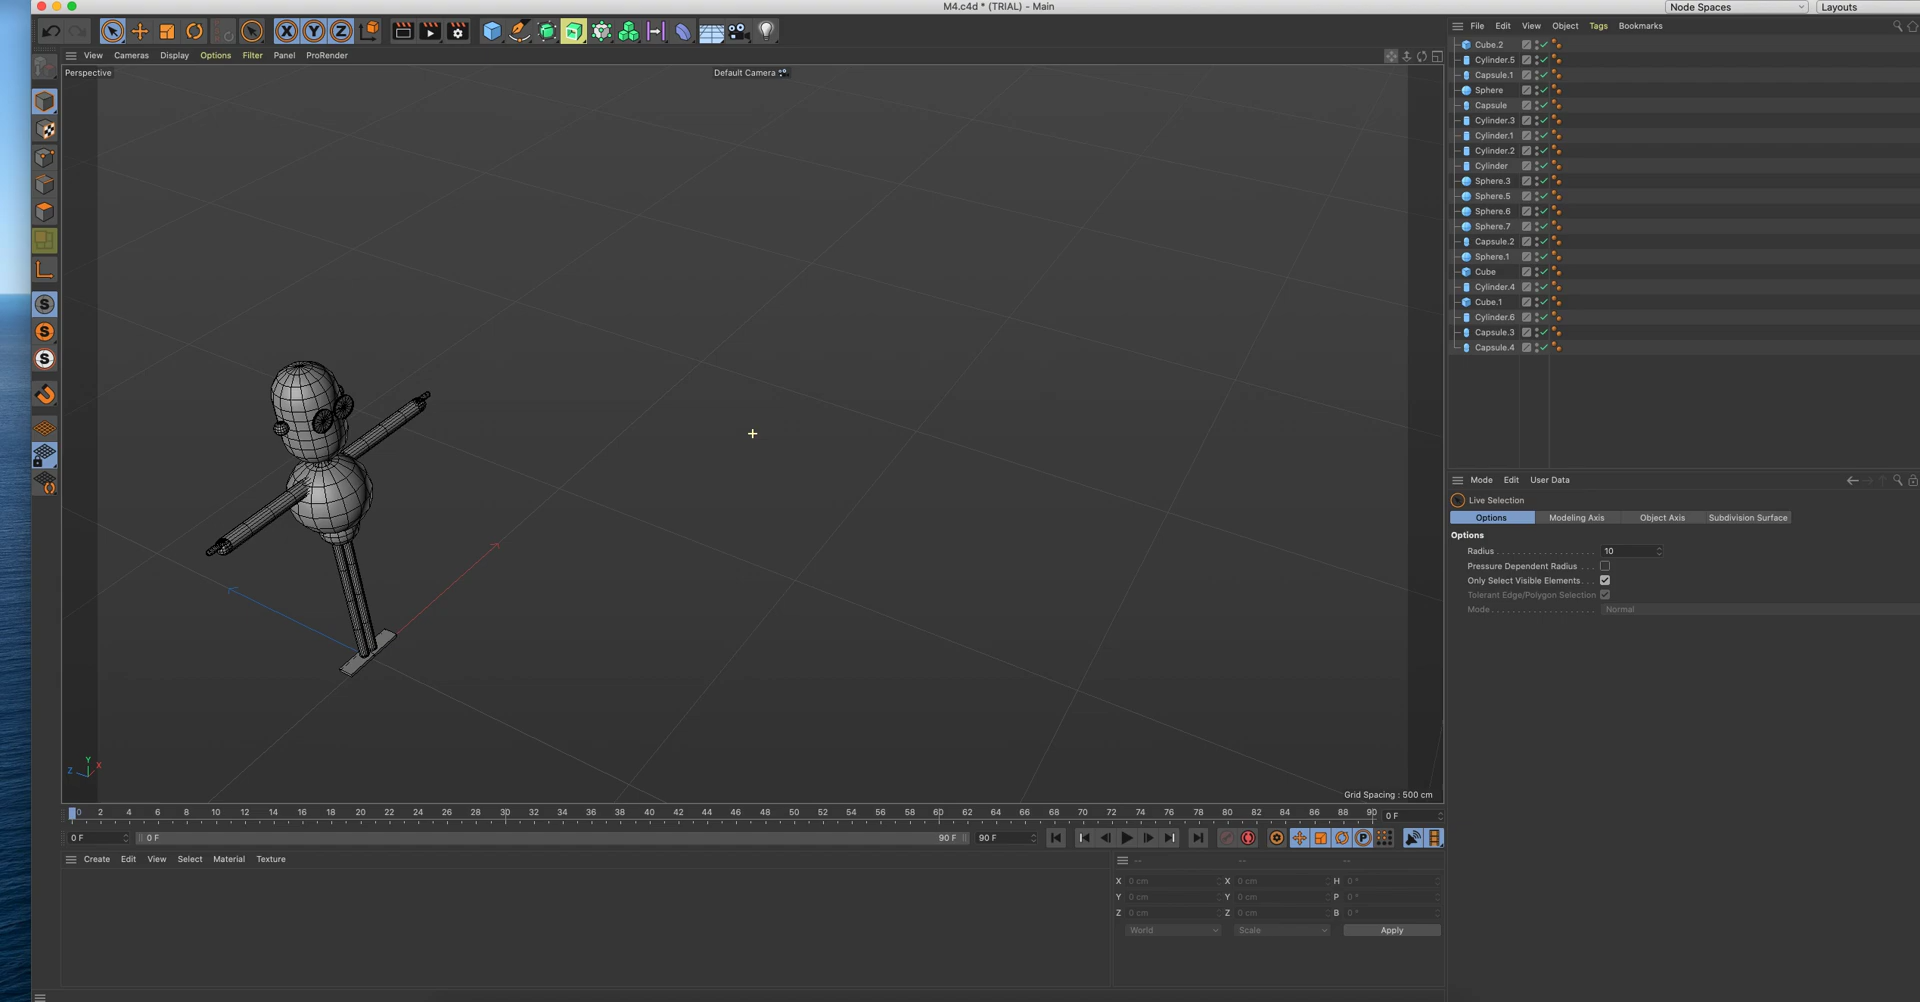 M4.c4d * (TRIAL) - Main
Node Spaces
Layouts
File Edit View Object Tags Bookmarks
View Cameras Display Options Filter Panel ProRender
Perspective
Default Camera
Cube.2
Cylinder.5
Capsule.1
Sphere
Capsule
Cylinder.3
Cylinder.1
Cylinder.2
Cylinder
Sphere.3
Sphere.5
Sphere.6
Sphere.7
Capsule.2
Sphere.1
Cube
Cylinder.4
Cube.1
Cylinder.6
Capsule.3
Capsule.4
Mode Edit User Data
Live Selection
Options Modeling Axis Object Axis Subdivision Surface
Options
Radius 10
Pressure Dependent Radius
Only Select Visible Elements
Tolerant Edge/Polygon Selection
Mode Normal
Y
Z X
Grid Spacing : 500 cm
0 2 4 6 8 10 12 14 16 18 20 22 24 26 28 30 32 34 36 38 40 42 44 46 48 50 52 54 56 58 60 62 64 66 68 70 72 74 76 78 80 82 84 86 88 90 0 F
0 F 0 F 90 F 90 F
Create Edit View Select Material Texture
-- -- --
X 0 cm X 0 cm H 0 °
Y 0 cm Y 0 cm P 0 °
Z 0 cm Z 0 cm B 0 °
World Scale Apply